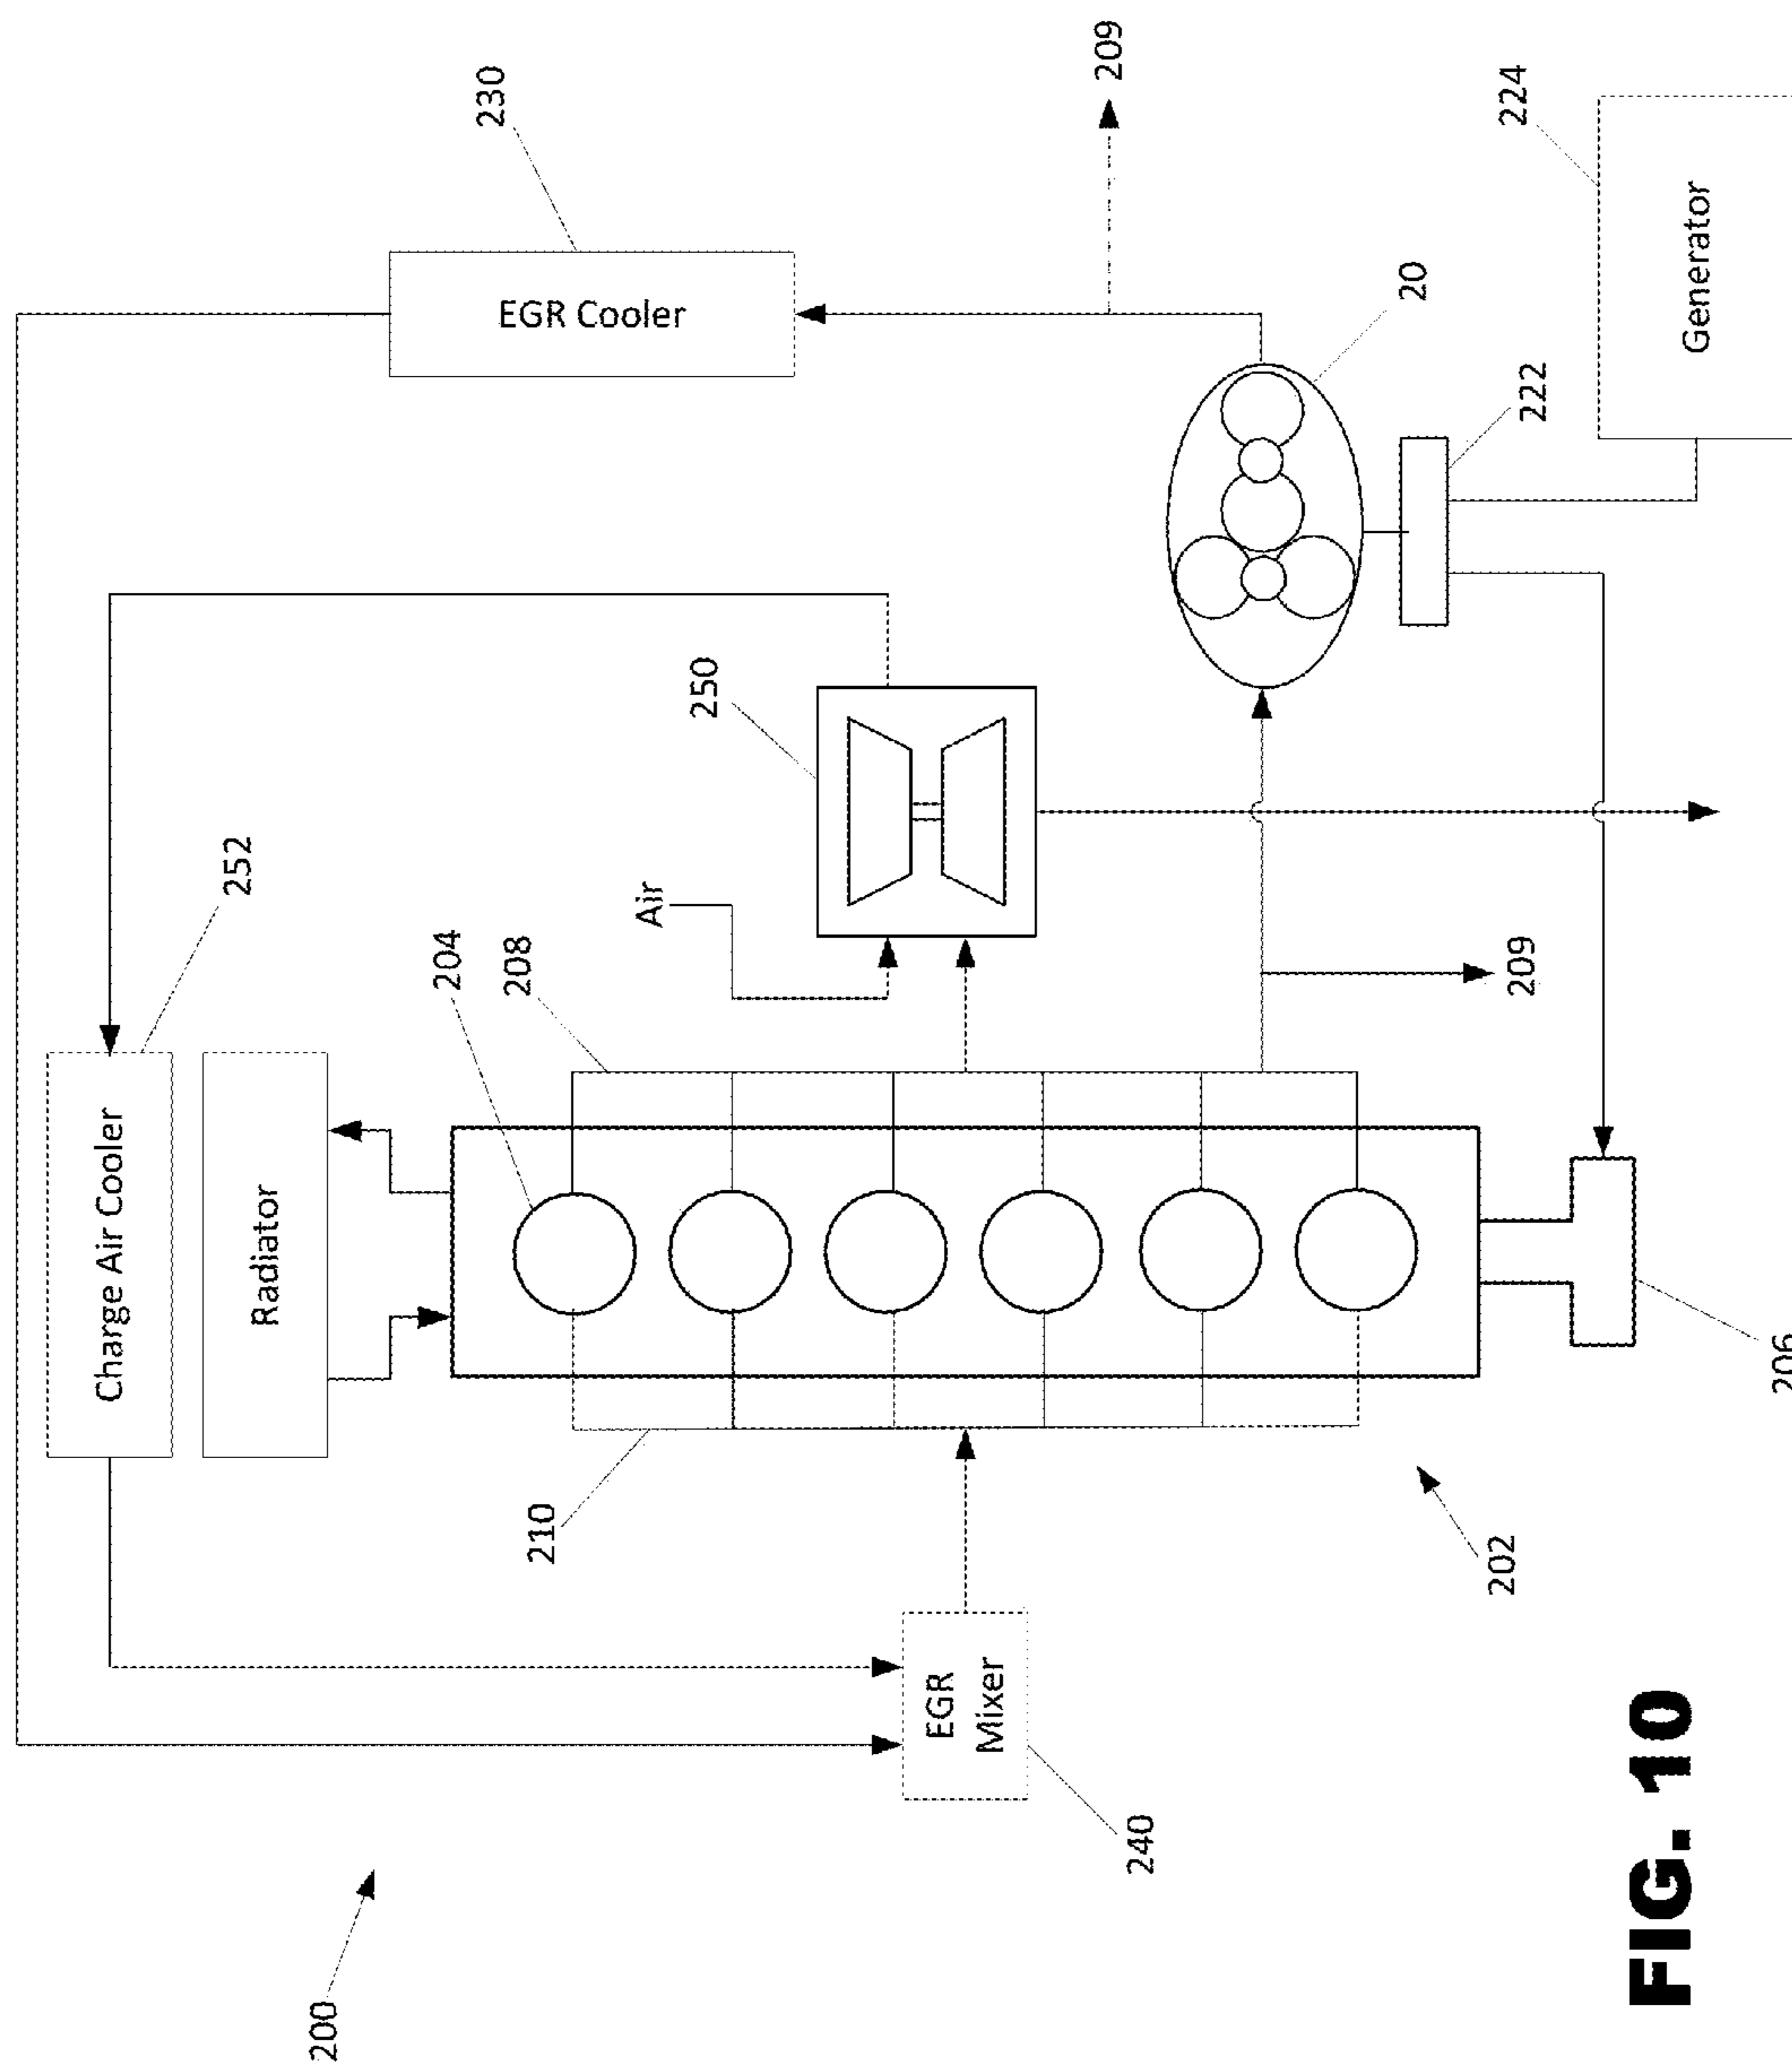 Charge Air Cooler
252
Radiator
200
204
230
208
210
EGR Cooler
Air
250
EGR
Mixer
209
240
20
202
224
209
222
FIG. 10
Generator
206